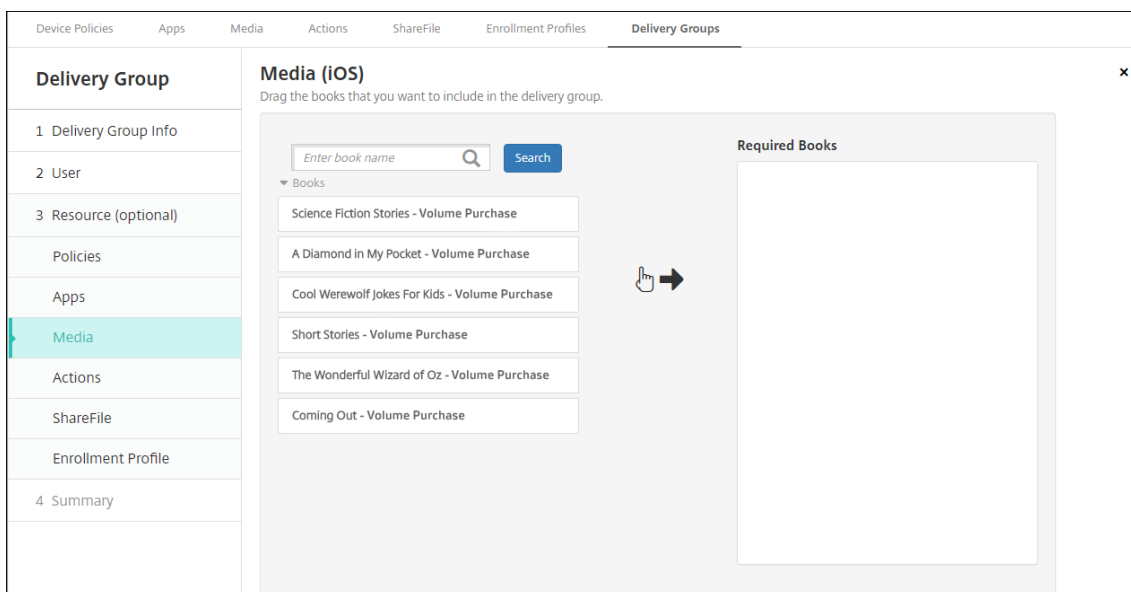 Device Policies Apps Media Actions ShareFile Enrollment Profiles Delivery Groups
Delivery Group
1 Delivery Group Info
2 User
3 Resource (optional)
Policies
Apps
Media
Actions
ShareFile
Enrollment Profile
4 Summary
Media (iOS)
Drag the books that you want to include in the delivery group.
Enter book name
Search
Books
Science Fiction Stories - Volume Purchase
A Diamond in My Pocket - Volume Purchase
Cool Werewolf Jokes For Kids - Volume Purchase
Short Stories - Volume Purchase
The Wonderful Wizard of Oz - Volume Purchase
Coming Out - Volume Purchase
Required Books